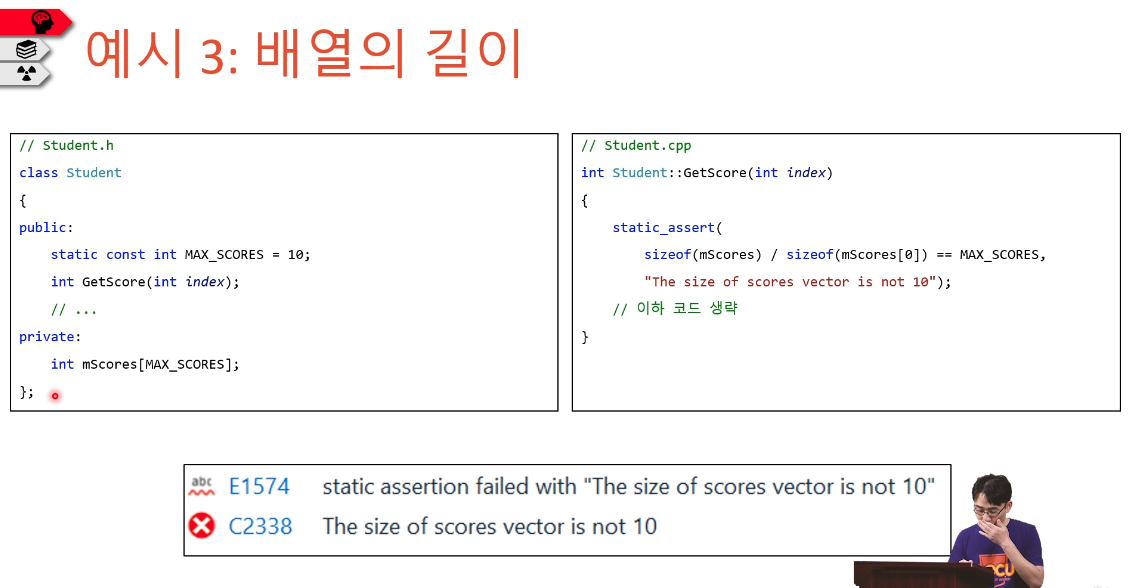 예시 3: 배열의 길이
// Student.h
class Student
{
public:
static const int MAX_SCORES = 10;
int GetScore(int index);
// ...
private:
int mScores[MAX_SCORES];
};
// Student.cpp
int Student::GetScore(int index)
{
static_assert(
sizeof(mScores) / sizeof(mScores[0]) == MAX_SCORES,
"The size of scores vector is not 10");
// 이하 코드 생략
}
abc E1574 static assertion failed with "The size of scores vector is not 10"
C2338 The size of scores vector is not 10